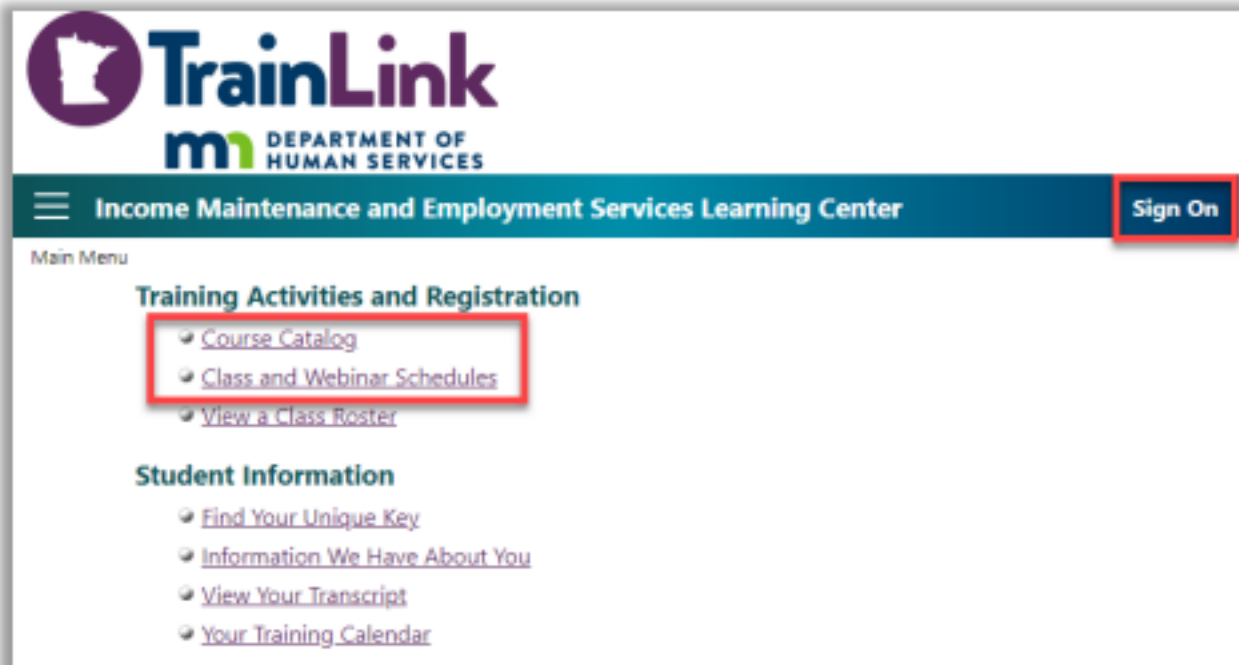 TrainLink
mn DEPARTMENT OF
HUMAN SERVICES
Income Maintenance and Employment Services Learning Center Sign On
Main Menu
Training Activities and Registration
Course Catalog
Class and Webinar Schedules
View a Class Roster
Student Information
Find Your Unique Key
Information We Have About You
View Your Transcript
Your Training Calendar